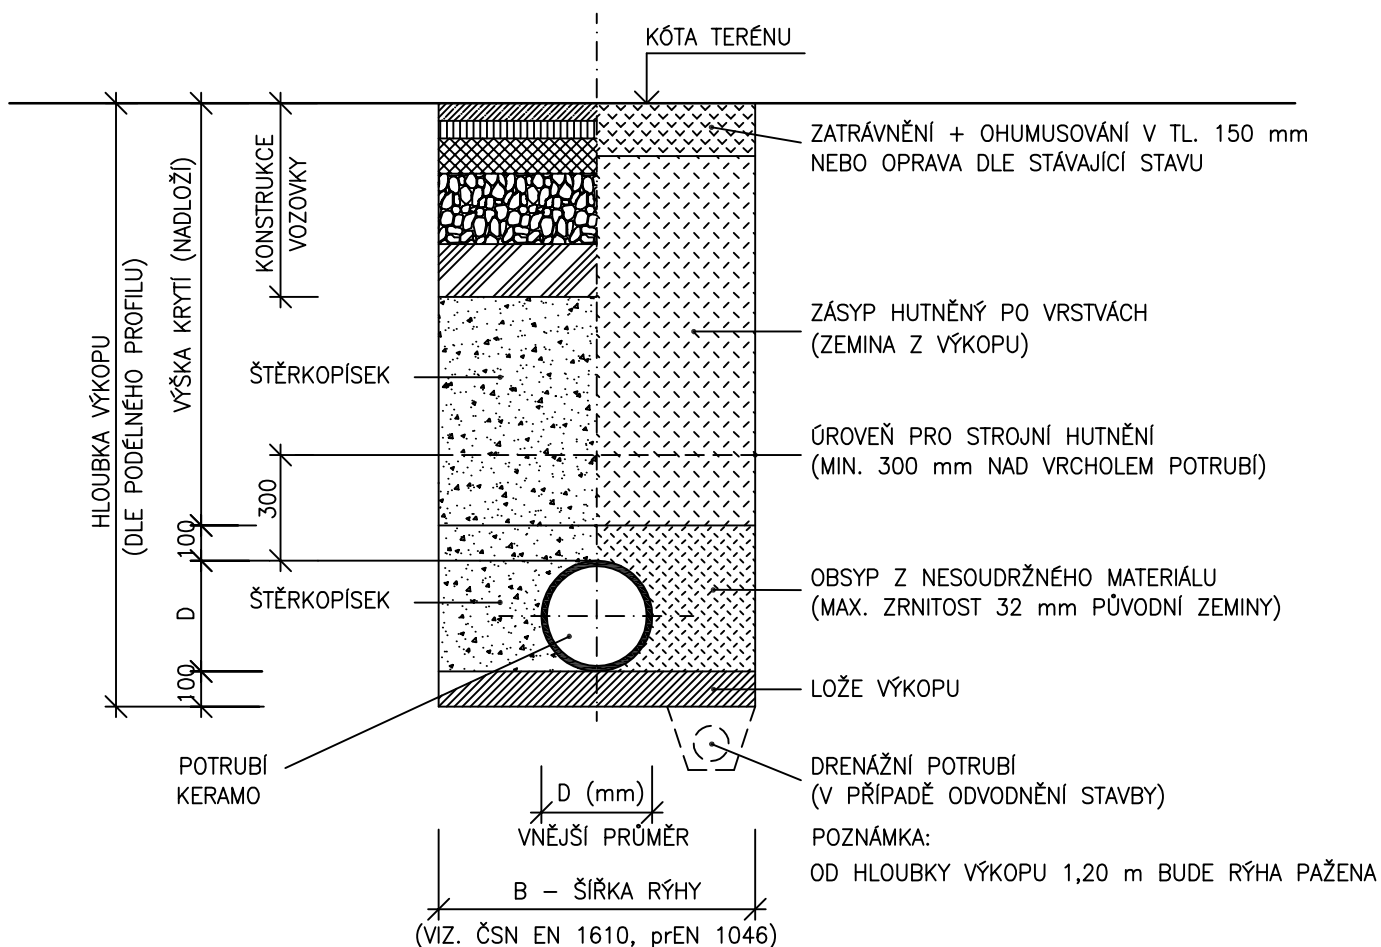 KÓTA TERÉNU
ZATRÁVNĚNÍ + OHUMUSOVÁNÍ V TL. 150 mm
NEBO OPRAVA DLE STÁVAJÍCÍ STAVU
HLOUBKA VÝKOPU
(DLE PODÉLNÉHO PROFILU)
VÝŠKA KRYTÍ (NADLOŽÍ)
KONSTRUKCE
VOZOVKY
ZÁSYP HUTNĚNÝ PO VRSTVÁCH
(ZEMINA Z VÝKOPU)
ŠTĚRKOPÍSEK
ÚROVEŇ PRO STROJNÍ HUTNĚNÍ
(MIN. 300 mm NAD VRCHOLEM POTRUBÍ)
300
100
D
100
ŠTĚRKOPÍSEK
OBSYP Z NESOUDRŽNÉHO MATERIÁLU
(MAX. ZRNITOST 32 mm PŮVODNÍ ZEMINY)
LOŽE VÝKOPU
POTRUBÍ
KERAMO
DRENÁŽNÍ POTRUBÍ
(V PŘÍPADĚ ODVODNĚNÍ STAVBY)
D (mm)
VNĚJŠÍ PRŮMĚR
POZNÁMKA:
OD HLOUBKY VÝKOPU 1,20 m BUDE RÝHA PAŽENA
B – ŠÍŘKA RÝHY
(VIZ. ČSN EN 1610, prEN 1046)